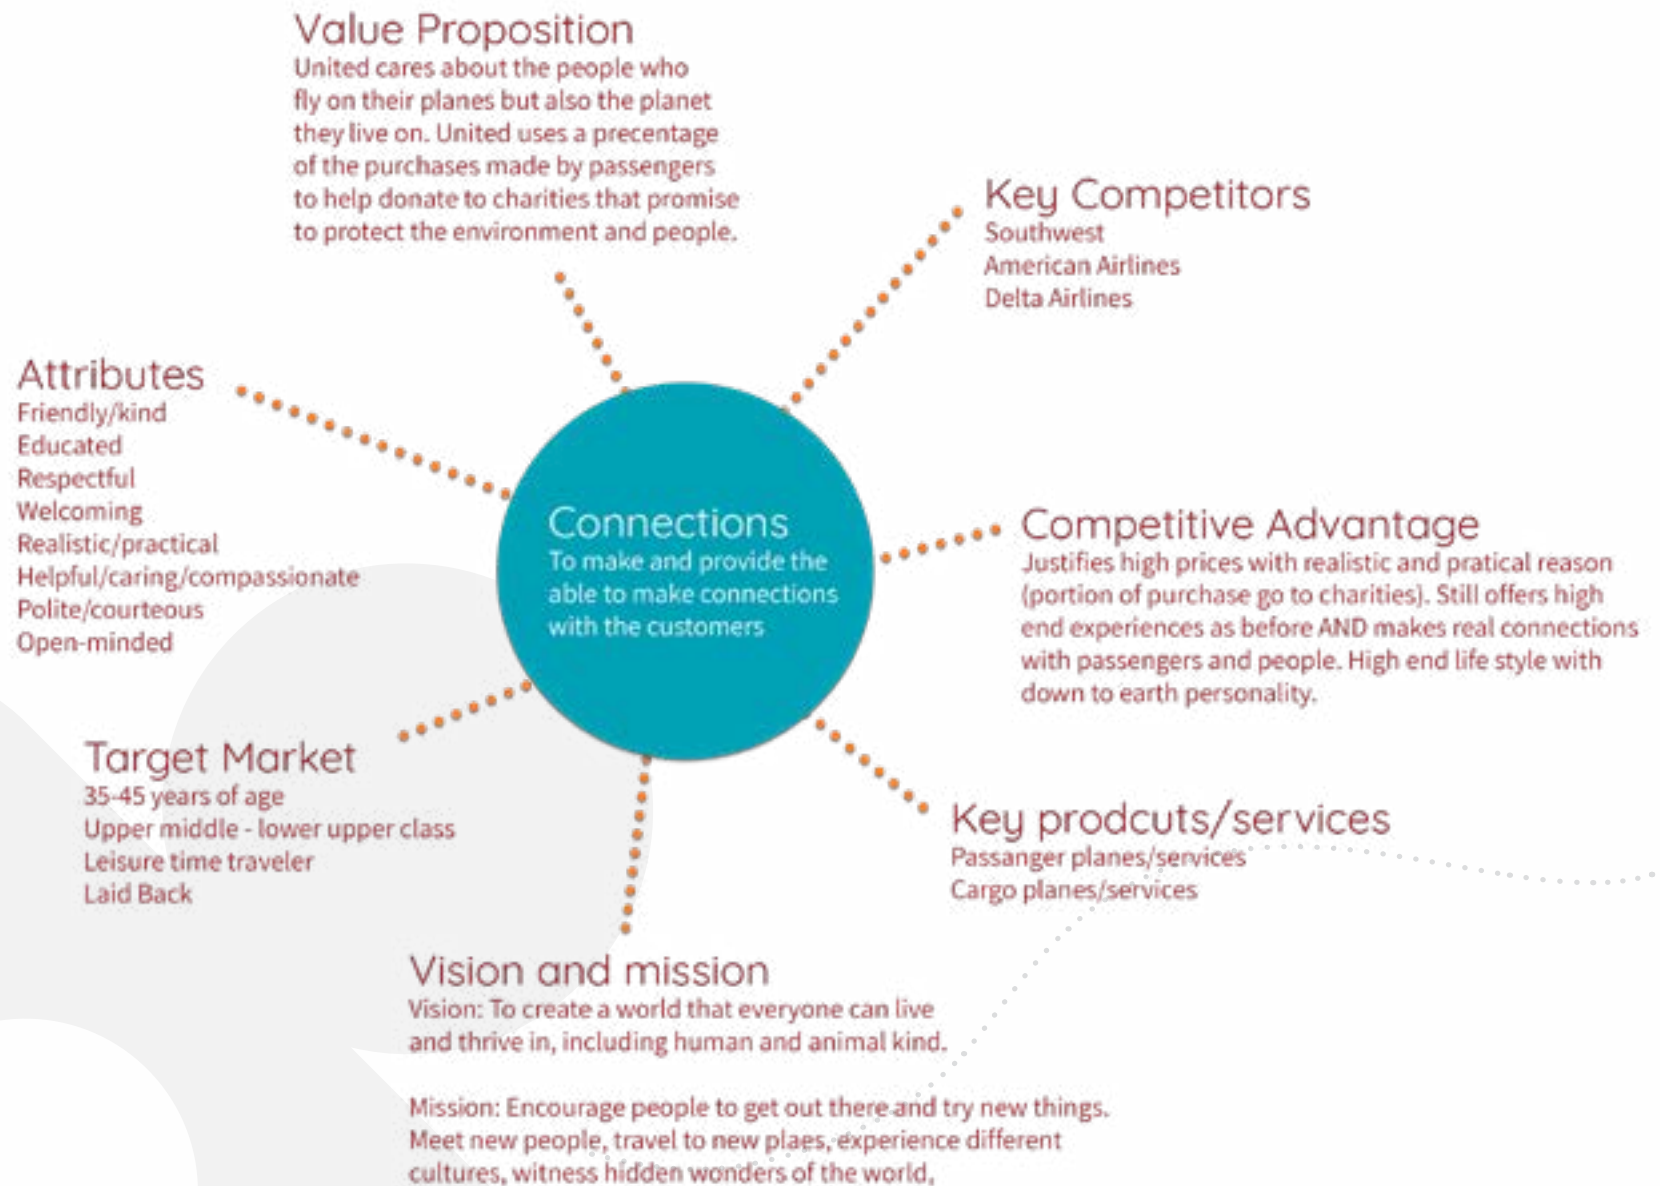 Value Proposition
United cares about the people who
fly on their planes but also the planet
they live on. United uses a precentage
of the purchases made by passengers
to help donate to charities that promise
to protect the environment and people.
Key Competitors
Southwest
American Airlines
Delta Airlines
Attributes
Friendly/kind
Educated
Respectful
Welcoming
Realistic/practical
Helpful/caring/compassionate
Polite/courteous
Open-minded
Connections
To make and provide the
able to make connections
with the customers
Competitive Advantage
Justifies high prices with realistic and pratical reason
(portion of purchase go to charities). Still offers high
end experiences as before AND makes real connections
with passengers and people. High end life style with
down to earth personality.
Target Market
35-45 years of age
Upper middle - lower upper class
Leisure time traveler
Laid Back
Key prodcuts/services
Passanger planes/services
Cargo planes/services
Vision and mission
Vision: To create a world that everyone can live
and thrive in, including human and animal kind.
Mission: Encourage people to get out there and try new things.
Meet new people, travel to new plaes, experience different
cultures, witness hidden wonders of the world,